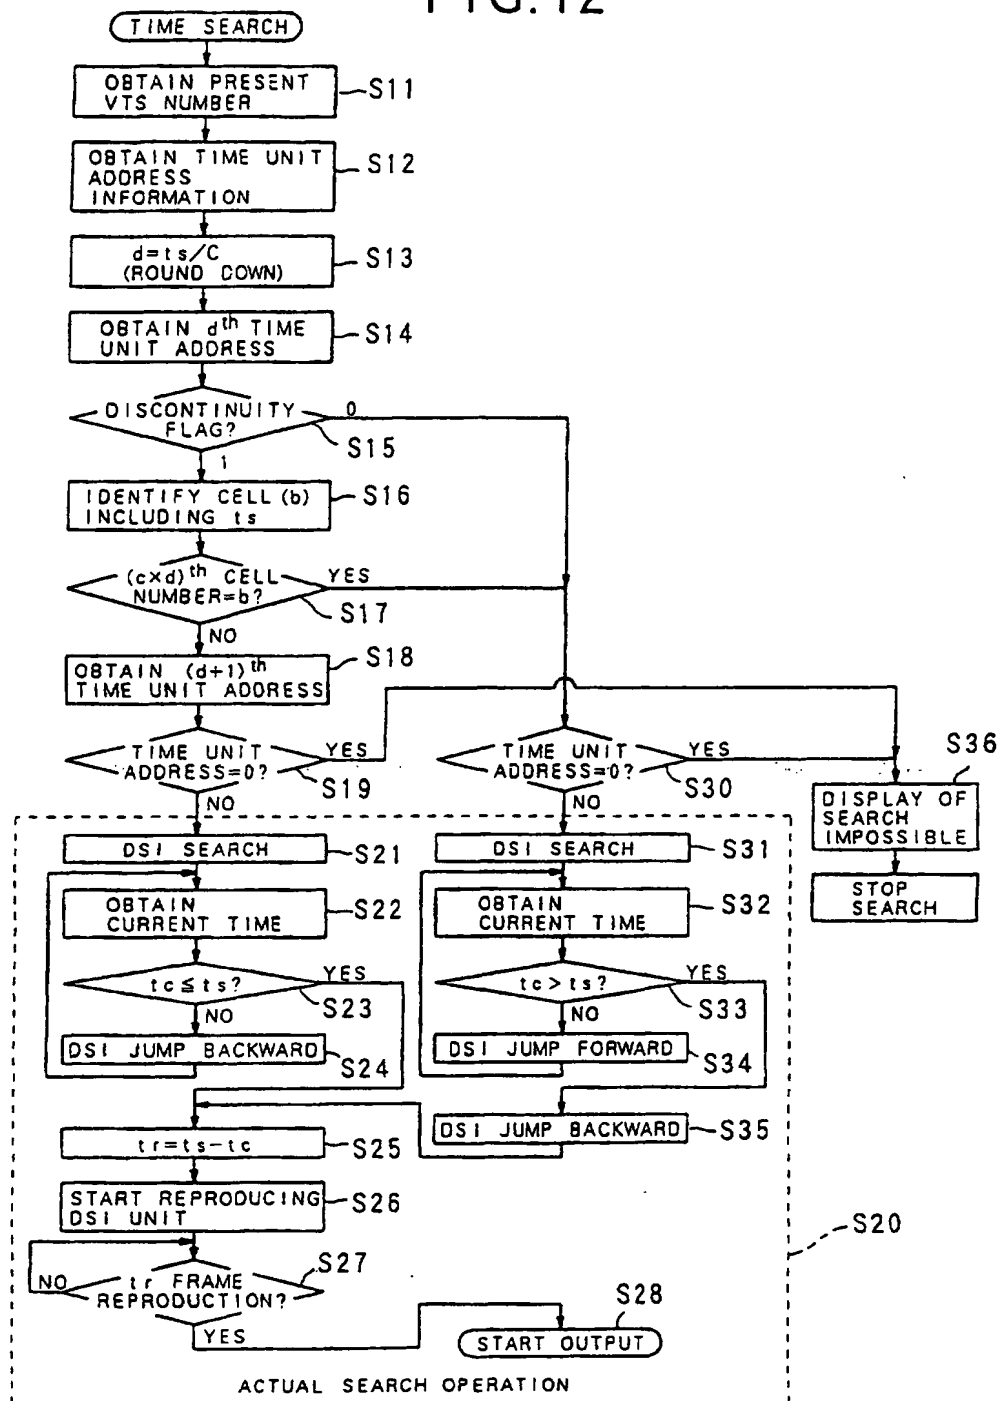 FIG. 12
TIME SEARCH
OBTAIN PRESENT
VTS NUMBER
S11
OBTAIN TIME UNIT
ADDRESS
INFORMATION
S12
d=ts/C
(ROUND DOWN)
S13
OBTAIN dth TIME
UNIT ADDRESS
S14
DISCONTINUITY
FLAG?
0
S15
1
IDENTIFY CELL (b)
INCLUDING ts
S16
(c×d)th CELL
NUMBER=b?
YES
S17
NO
OBTAIN (d+1)th
TIME UNIT ADDRESS
S18
TIME UNIT
ADDRESS=0?
YES
S19
NO
TIME UNIT
ADDRESS=0?
YES
S30
NO
S36
DISPLAY OF
SEARCH
IMPOSSIBLE
STOP
SEARCH
DSI SEARCH
S21
OBTAIN
CURRENT TIME
S22
tc≦ts?
YES
S23
NO
DSI JUMP BACKWARD
S24
DSI SEARCH
S31
OBTAIN
CURRENT TIME
S32
tc>ts?
YES
S33
NO
DSI JUMP FORWARD
S34
DSI JUMP BACKWARD
S35
tr=ts-tc
S25
START REPRODUCING
DSI UNIT
S26
S20
NO
tr FRAME
REPRODUCTION?
S27
YES
S28
START OUTPUT
ACTUAL SEARCH OPERATION